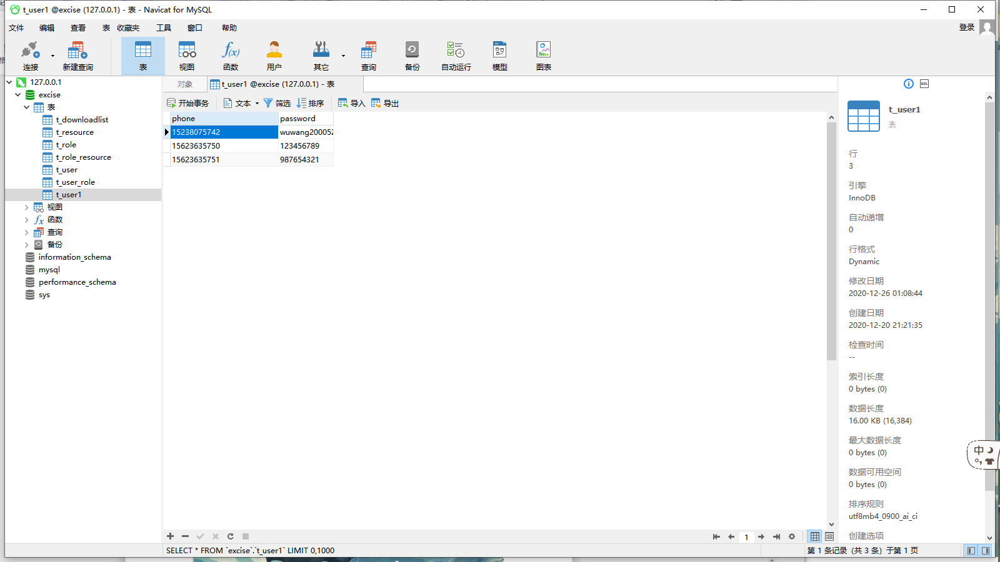 t_user1 @excise (127.0.0.1) - 表 - Navicat for MySQL
文件 编辑 查看 表 收藏夹 工具 窗口 帮助 登录
连接 新建查询 表 视图 函数 用户 其它 查询 备份 自动运行 模型 图表
127.0.0.1
excise
表
t_downloadlist
t_resource
t_role
t_role_resource
t_user
t_user_role
t_user1
视图
函数
查询
备份
information_schema
mysql
performance_schema
sys
对象 t_user1 @excise (127.0.0.1) - 表
开始事务 文本 筛选 排序 导入 导出
phone password
15238075742 wuwang200052
15623635750 123456789
15623635751 987654321
DDL
t_user1
表
行
3
引擎
InnoDB
自动递增
0
行格式
Dynamic
修改日期
2020-12-26 01:08:44
创建日期
2020-12-20 21:21:35
检查时间
--
索引长度
0 bytes (0)
数据长度
16.00 KB (16,384)
最大数据长度
0 bytes (0)
数据可用空间
0 bytes (0)
排序规则
utf8mb4_0900_ai_ci
创建选项
中
1
SELECT * FROM `excise`.`t_user1` LIMIT 0,1000
第 1 条记录 (共 3 条) 于第 1 页